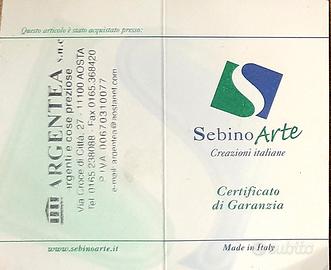 Questo articolo è stato acquistato presso:
ARGENTEA s.n.c
argenti e cose preziose
Via Croce di Città, 27 - 11100 AOSTA
Tel. 0165 238088 - Fax 0165.368420
P.IVA 00670310077
e-mail: argentea@aostanet.com
www.sebinoarte.it
Sebino Arte
Creazioni italiane
Certificato
di Garanzia
Made in Italy
subito